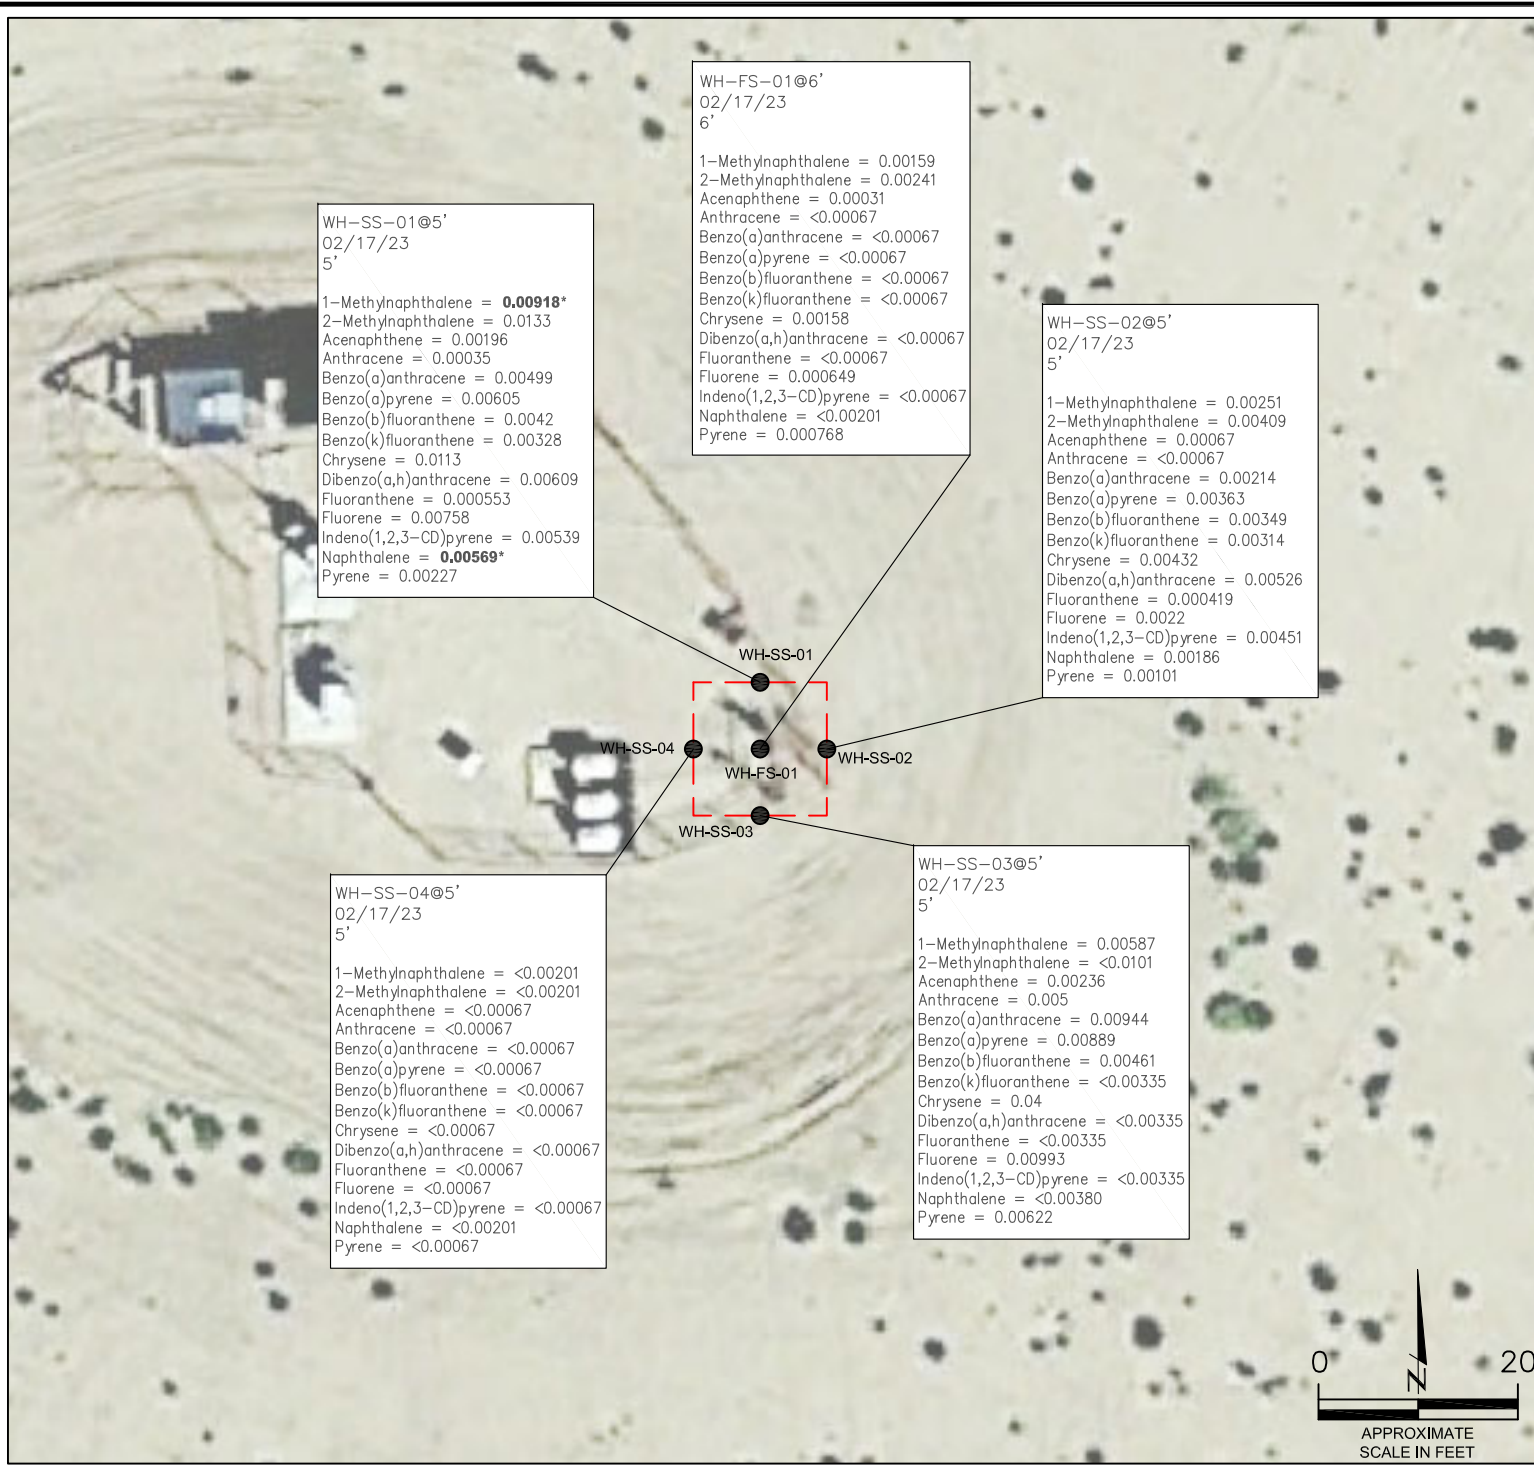 WH-FS-01@6'
02/17/23
6'
1-Methylnaphthalene = 0.00159
2-Methylnaphthalene = 0.00241
Acenaphthene = 0.00031
Anthracene = <0.00067
Benzo(a)anthracene = <0.00067
Benzo(a)pyrene = <0.00067
Benzo(b)fluoranthene = <0.00067
Benzo(k)fluoranthene = <0.00067
Chrysene = 0.00158
Dibenzo(a,h)anthracene = <0.00067
Fluoranthene = <0.00067
Fluorene = 0.000649
Indeno(1,2,3-CD)pyrene = <0.00067
Naphthalene = <0.00201
Pyrene = 0.000768
WH-SS-01@5'
02/17/23
5'
1-Methylnaphthalene = 0.00918*
2-Methylnaphthalene = 0.0133
Acenaphthene = 0.00196
Anthracene = 0.00035
Benzo(a)anthracene = 0.00499
Benzo(a)pyrene = 0.00605
Benzo(b)fluoranthene = 0.0042
Benzo(k)fluoranthene = 0.00328
Chrysene = 0.0113
Dibenzo(a,h)anthracene = 0.00609
Fluoranthene = 0.000553
Fluorene = 0.00758
Indeno(1,2,3-CD)pyrene = 0.00539
Naphthalene = 0.00569*
Pyrene = 0.00227
WH-SS-02@5'
02/17/23
5'
1-Methylnaphthalene = 0.00251
2-Methylnaphthalene = 0.00409
Acenaphthene = 0.00067
Anthracene = <0.00067
Benzo(a)anthracene = 0.00214
Benzo(a)pyrene = 0.00363
Benzo(b)fluoranthene = 0.00349
Benzo(k)fluoranthene = 0.00314
Chrysene = 0.00432
Dibenzo(a,h)anthracene = 0.00526
Fluoranthene = 0.000419
Fluorene = 0.0022
Indeno(1,2,3-CD)pyrene = 0.00451
Naphthalene = 0.00186
Pyrene = 0.00101
WH-SS-01
WH-SS-04
WH-SS-02
WH-FS-01
WH-SS-03
WH-SS-04@5'
02/17/23
5'
1-Methylnaphthalene = <0.00201
2-Methylnaphthalene = <0.00201
Acenaphthene = <0.00067
Anthracene = <0.00067
Benzo(a)anthracene = <0.00067
Benzo(a)pyrene = <0.00067
Benzo(b)fluoranthene = <0.00067
Benzo(k)fluoranthene = <0.00067
Chrysene = <0.00067
Dibenzo(a,h)anthracene = <0.00067
Fluoranthene = <0.00067
Fluorene = <0.00067
Indeno(1,2,3-CD)pyrene = <0.00067
Naphthalene = <0.00201
Pyrene = <0.00067
WH-SS-03@5'
02/17/23
5'
1-Methylnaphthalene = 0.00587
2-Methylnaphthalene = <0.0101
Acenaphthene = 0.00236
Anthracene = 0.005
Benzo(a)anthracene = 0.00944
Benzo(a)pyrene = 0.00889
Benzo(b)fluoranthene = 0.00461
Benzo(k)fluoranthene = <0.00335
Chrysene = 0.04
Dibenzo(a,h)anthracene = <0.00335
Fluoranthene = <0.00335
Fluorene = 0.00993
Indeno(1,2,3-CD)pyrene = <0.00335
Naphthalene = <0.00380
Pyrene = 0.00622
0 20
N
APPROXIMATE
SCALE IN FEET